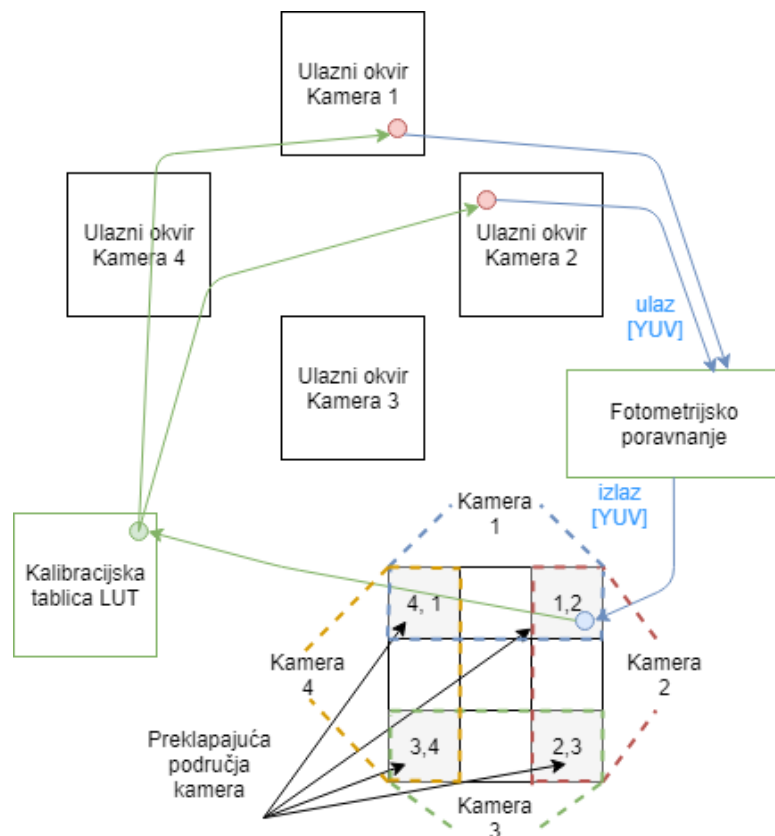 Ulazni okvir
Kamera 1
Ulazni okvir
Kamera 4
Ulazni okvir
Kamera 2
ulaz
[YUV]
Ulazni okvir
Kamera 3
Fotometrijsko
poravnanje
izlaz
[YUV]
Kamera
1
Kalibracijska
tablica LUT
4, 1
1,2
Kamera
4
Kamera
2
Preklapajuća
područja
kamera
3,4
2,3
Kamera
3